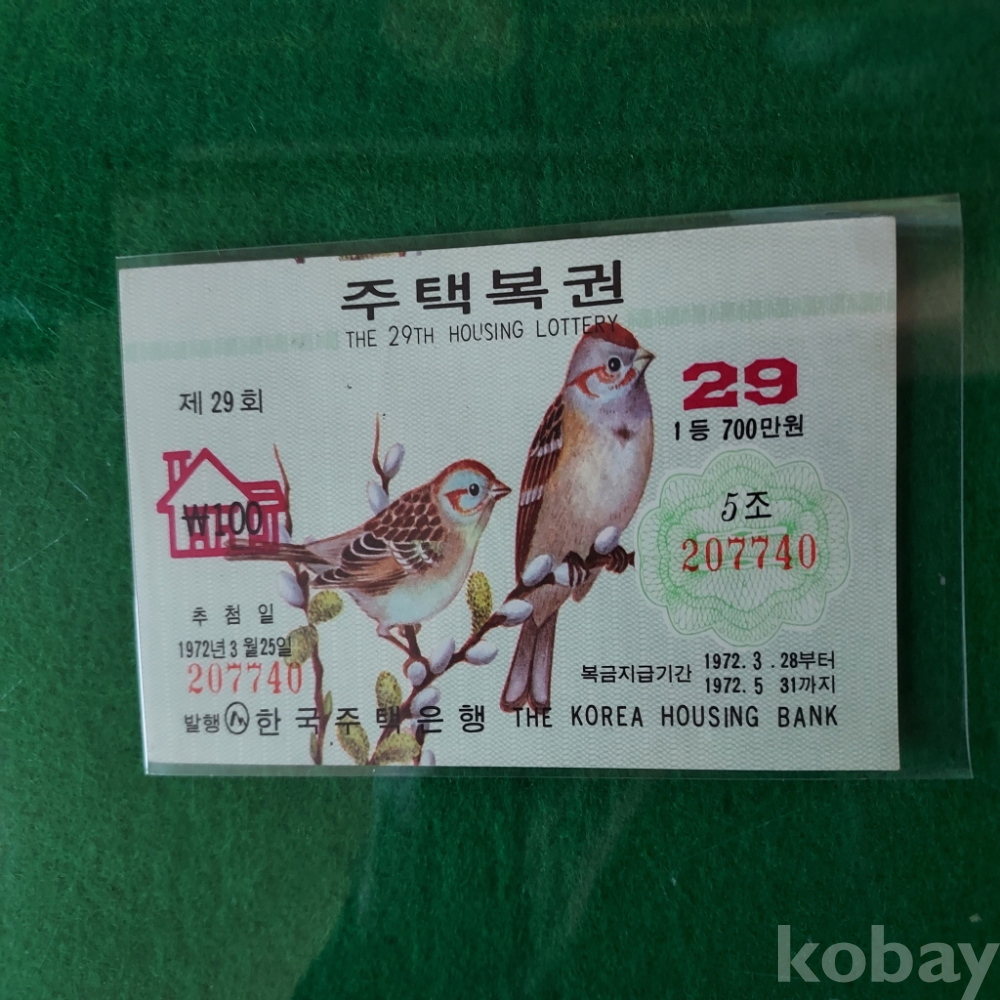 주택복권
THE 29TH HOUSING LOTTERY
제 29 회
29
1등 700만원
₩100
5조
207740
추첨일
1972년 3월 25일
207740
복금지급기간 1972. 3 . 28부터
1972. 5 31까지
발행 한국주택은행 THE KOREA HOUSING BANK
kobay